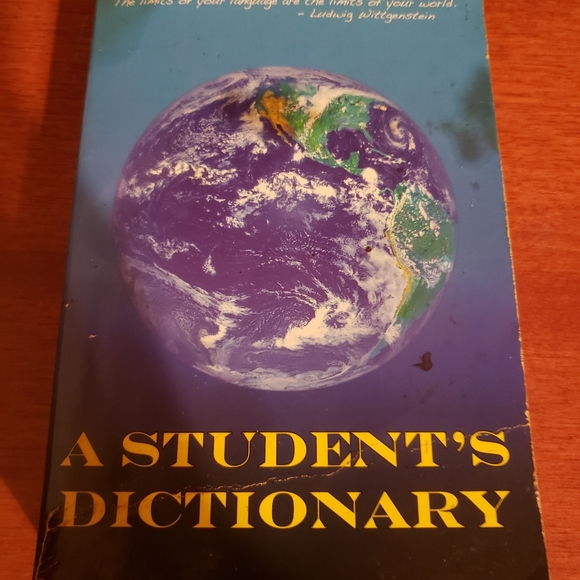 The limits of your language are the limits of your world.
- Ludwig Wittgenstein
A STUDENT'S
DICTIONARY